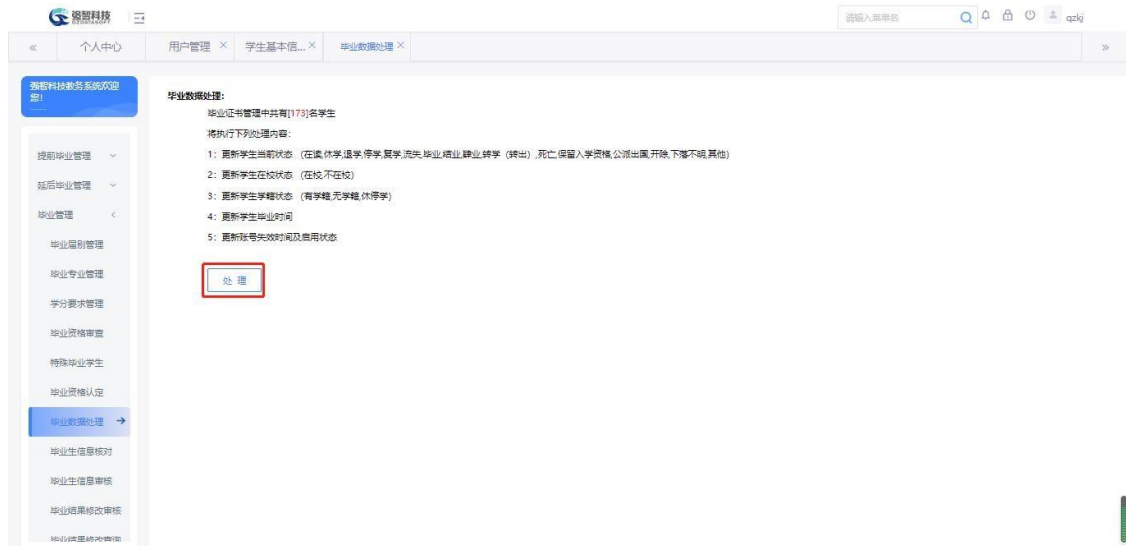 强智科技
QIANGZHISOFT
请输入菜单名
qzkj
个人中心
用户管理
学生基本信...
毕业数据处理
强智科技教务系统欢迎
您!
提前毕业管理
延后毕业管理
毕业管理
毕业届别管理
毕业专业管理
学分要求管理
毕业资格审查
特殊毕业学生
毕业资格认定
毕业数据处理
毕业生信息核对
毕业生信息审核
毕业结果修改审核
毕业结果修改查询
毕业数据处理:
毕业证书管理中共有[173]名学生
将执行下列处理内容:
1: 更新学生当前状态 (在读,休学,退学,停学,复学,流失,毕业,结业,肄业,转学 (转出) ,死亡,保留入学资格,公派出国,开除,下落不明,其他)
2: 更新学生在校状态 (在校,不在校)
3: 更新学生学籍状态 (有学籍,无学籍,休停学)
4: 更新学生毕业时间
5: 更新账号失效时间及启用状态
处 理